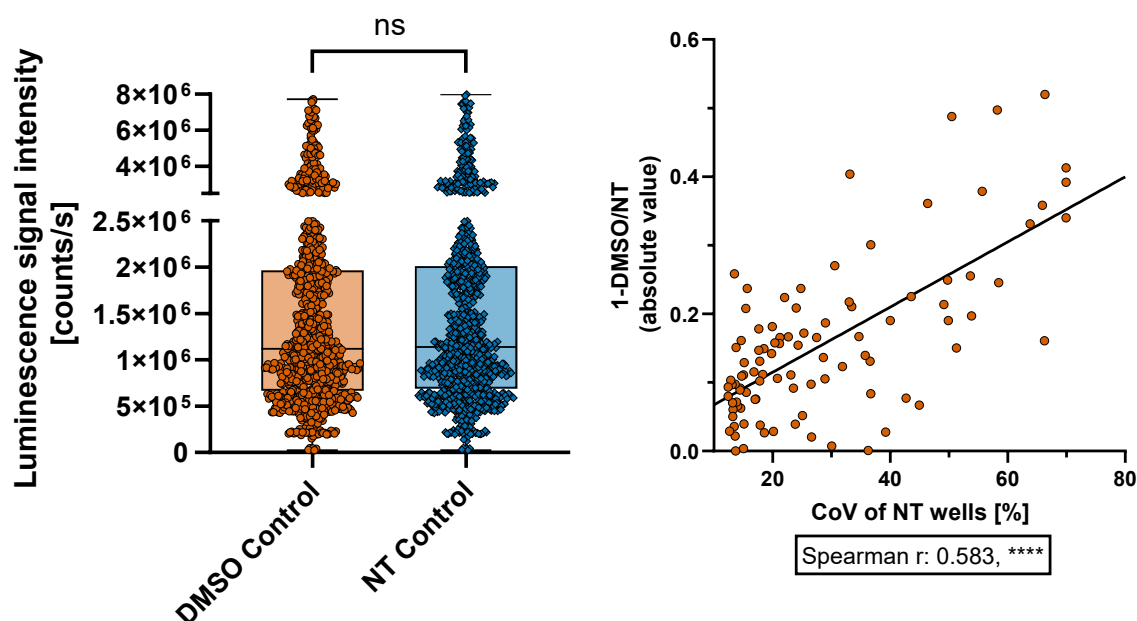 ns
Luminescence signal intensity
[counts/s]
8×10⁶
6×10⁶
4×10⁶
2.5×10⁶
2×10⁶
1.5×10⁶
1×10⁶
5×10⁵
0
DMSO Control
NT Control
1-DMSO/NT
(absolute value)
0.6
0.4
0.2
0.0
20 40 60 80
CoV of NT wells [%]
Spearman r: 0.583, ****